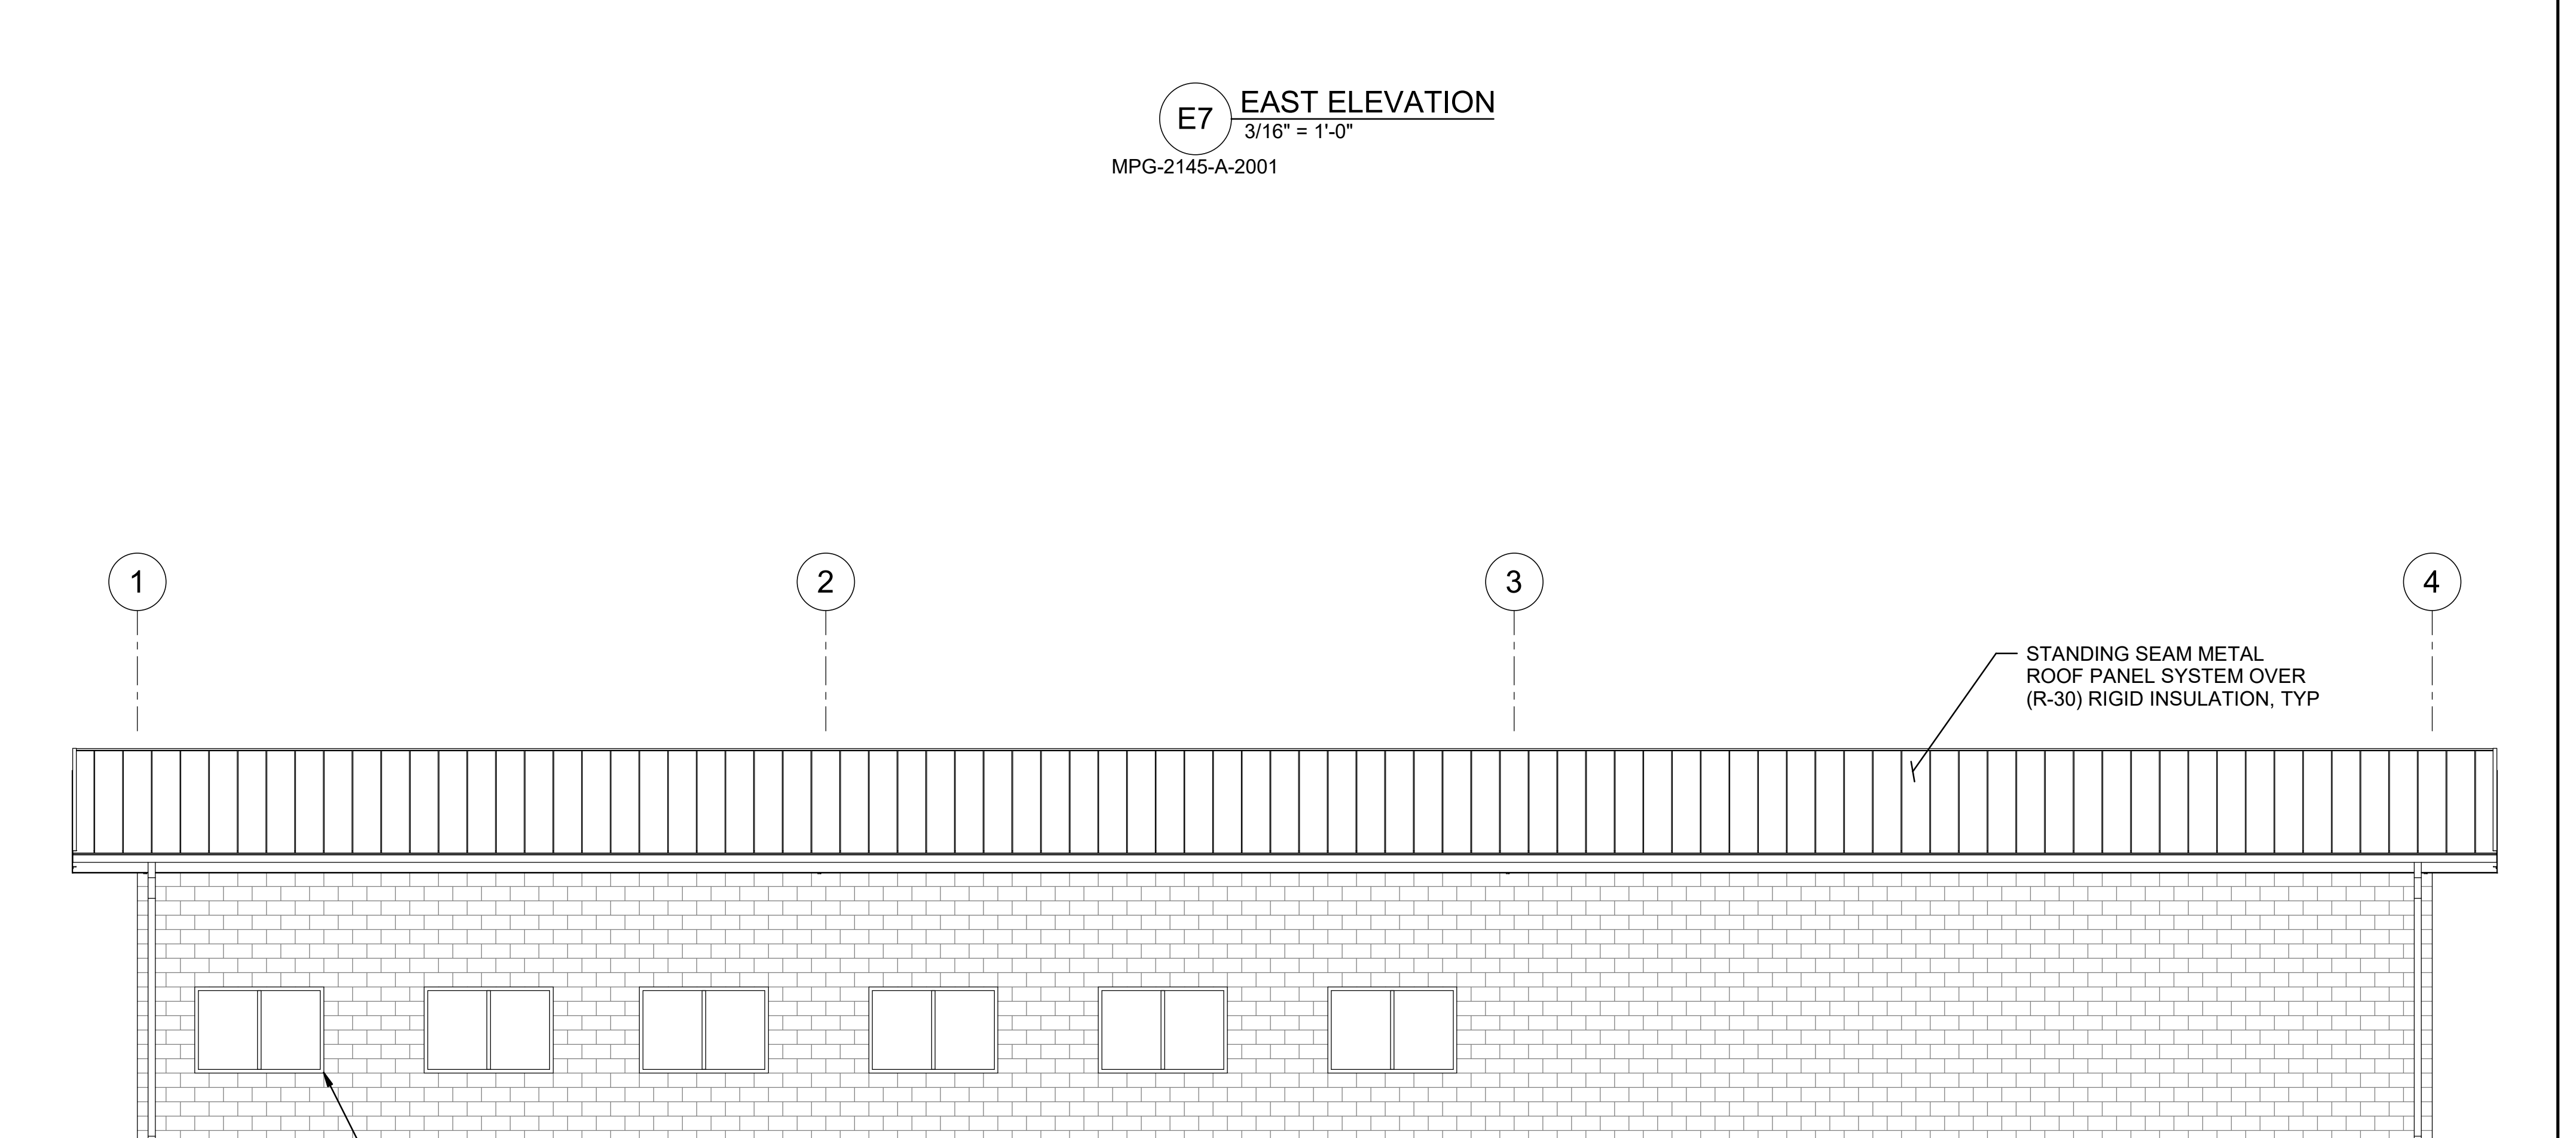 E7
EAST ELEVATION
3/16" = 1'-0"
MPG-2145-A-2001
1
2
3
4
STANDING SEAM METAL
ROOF PANEL SYSTEM OVER
(R-30) RIGID INSULATION, TYP